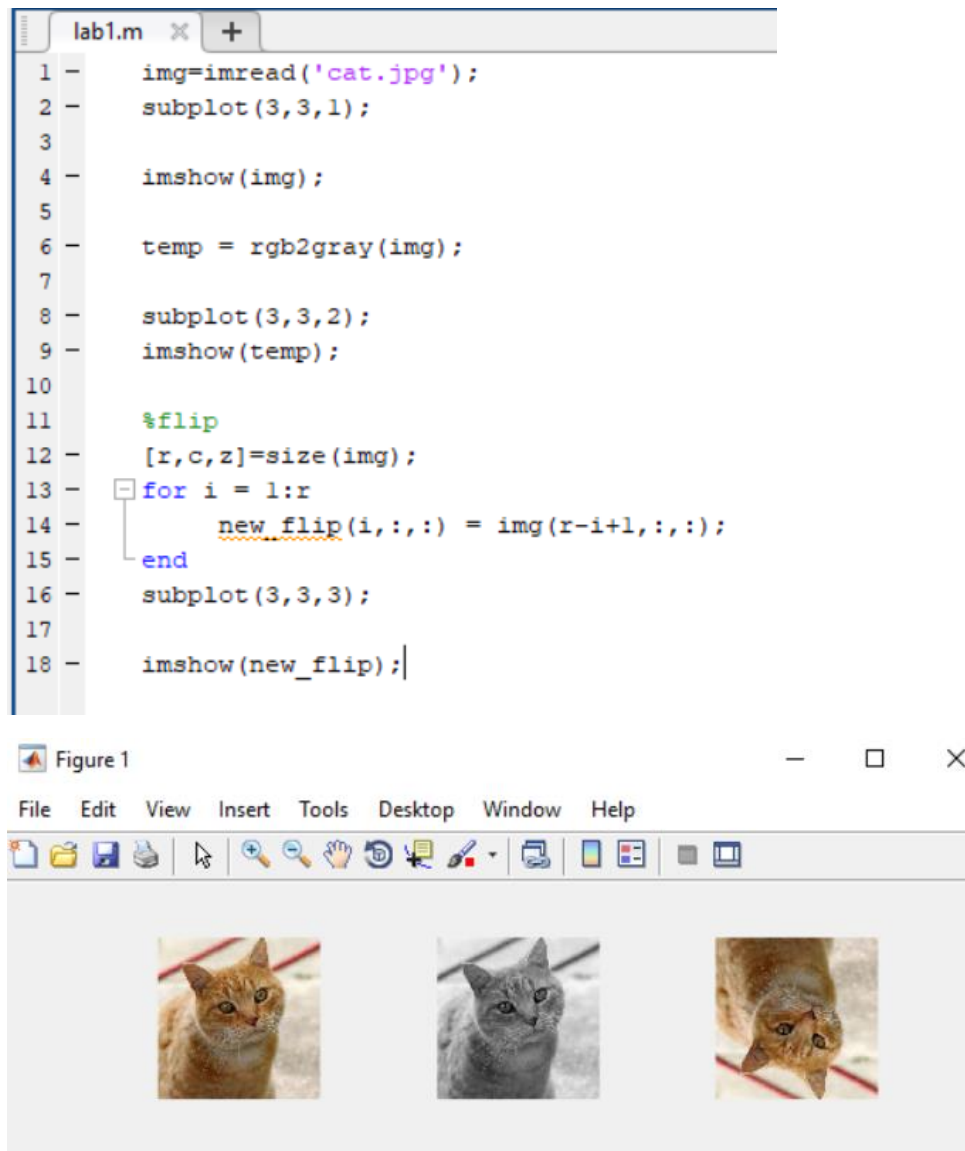 lab1.m × +
1 - img=imread('cat.jpg');
2 - subplot(3,3,1);
3
4 - imshow(img);
5
6 - temp = rgb2gray(img);
7
8 - subplot(3,3,2);
9 - imshow(temp);
10
11 %flip
12 - [r,c,z]=size(img);
13 - for i = 1:r
14 - new_flip(i,:,:) = img(r-i+1,:,:);
15 - end
16 - subplot(3,3,3);
17
18 - imshow(new_flip);
Figure 1
File Edit View Insert Tools Desktop Window Help